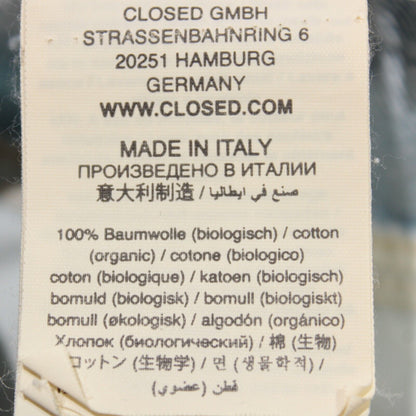 CLOSED GMBH
STRASSENBAHNRING 6
20251 HAMBURG
GERMANY
WWW.CLOSED.COM
MADE IN ITALY
ПРОИЗВЕДЕНО В ИТАЛИИ
意大利制造 / صنع في ايطاليا
100% Baumwolle (biologisch) / cotton
(organic) / cotone (biologico)
coton (biologique) / katoen (biologisch)
bomuld (biologisk) / bomull (biologiskt)
bomull (økologisk) / algodón (orgánico)
Хлопок (биологический) / 棉 (生物)
コットン (生物学) / 면 (생물학적) /
قطن (عضوي) /